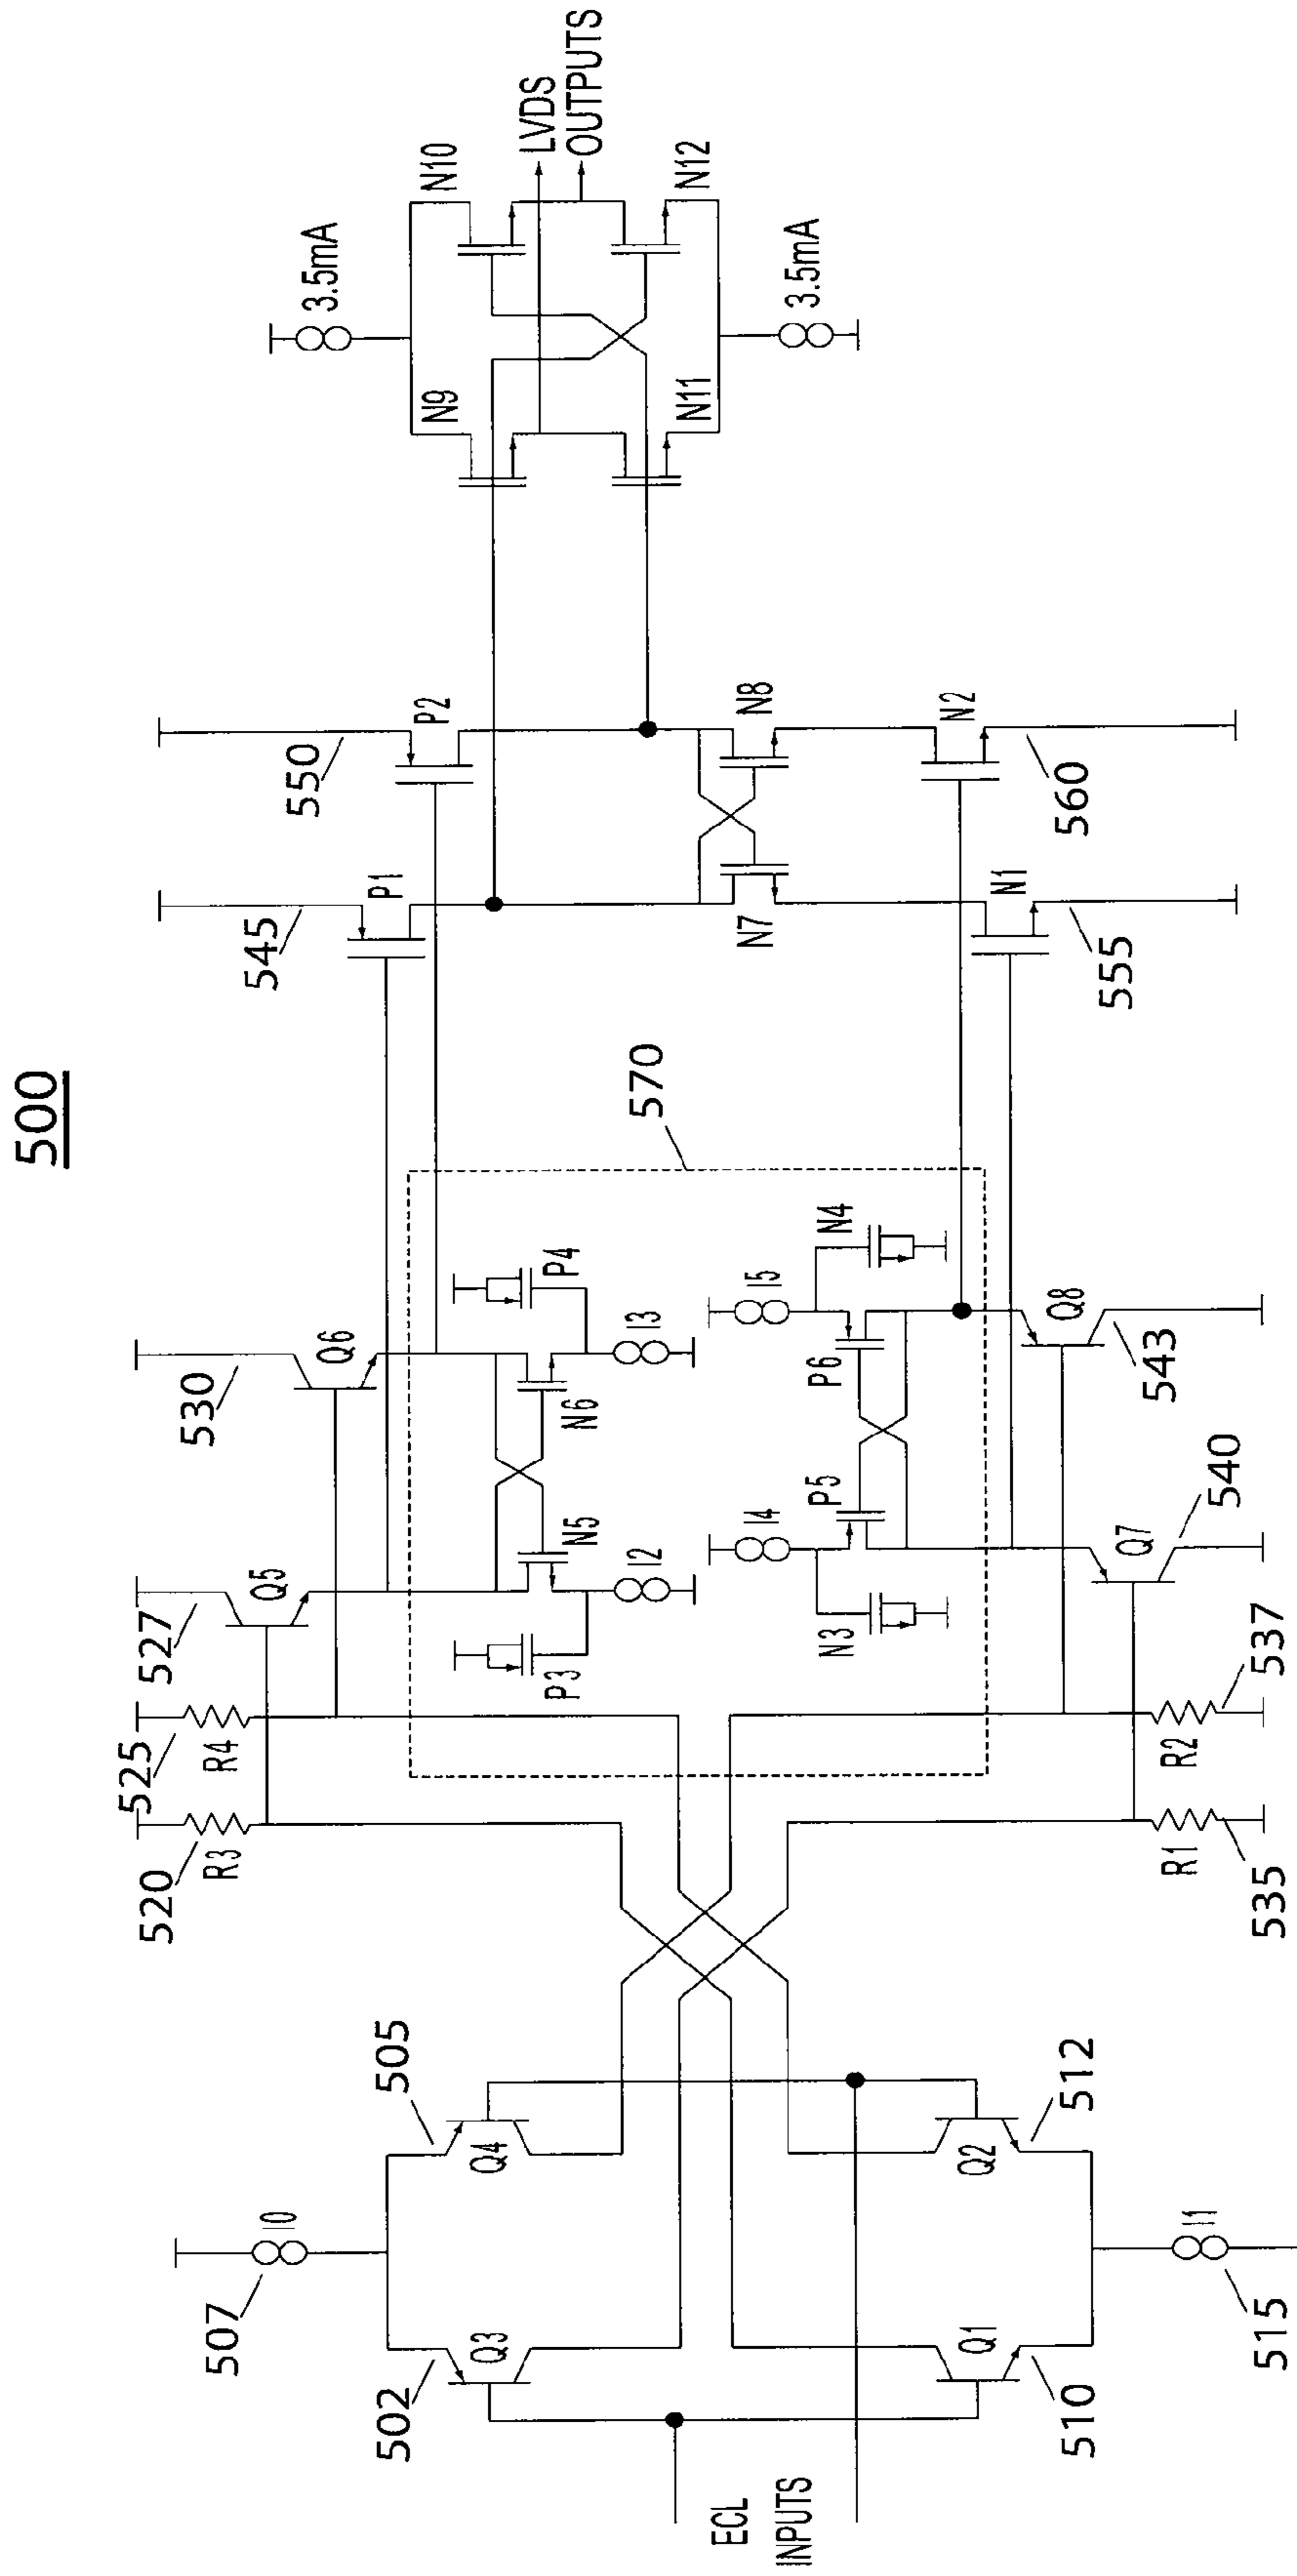 500
507
I0
502
Q3
505
Q4
ECL
INPUTS
510
Q1
512
Q2
515
I1
520
R3
525
R4
527
Q5
530
Q6
P3
N5
I2
N6
P4
I3
570
I4
N3
P5
P6
I5
N4
R1
535
R2
537
Q7
540
Q8
543
545
P1
550
P2
N7
N8
N1
555
N2
560
3.5mA
N9
N10
LVDS
OUTPUTS
N11
N12
3.5mA